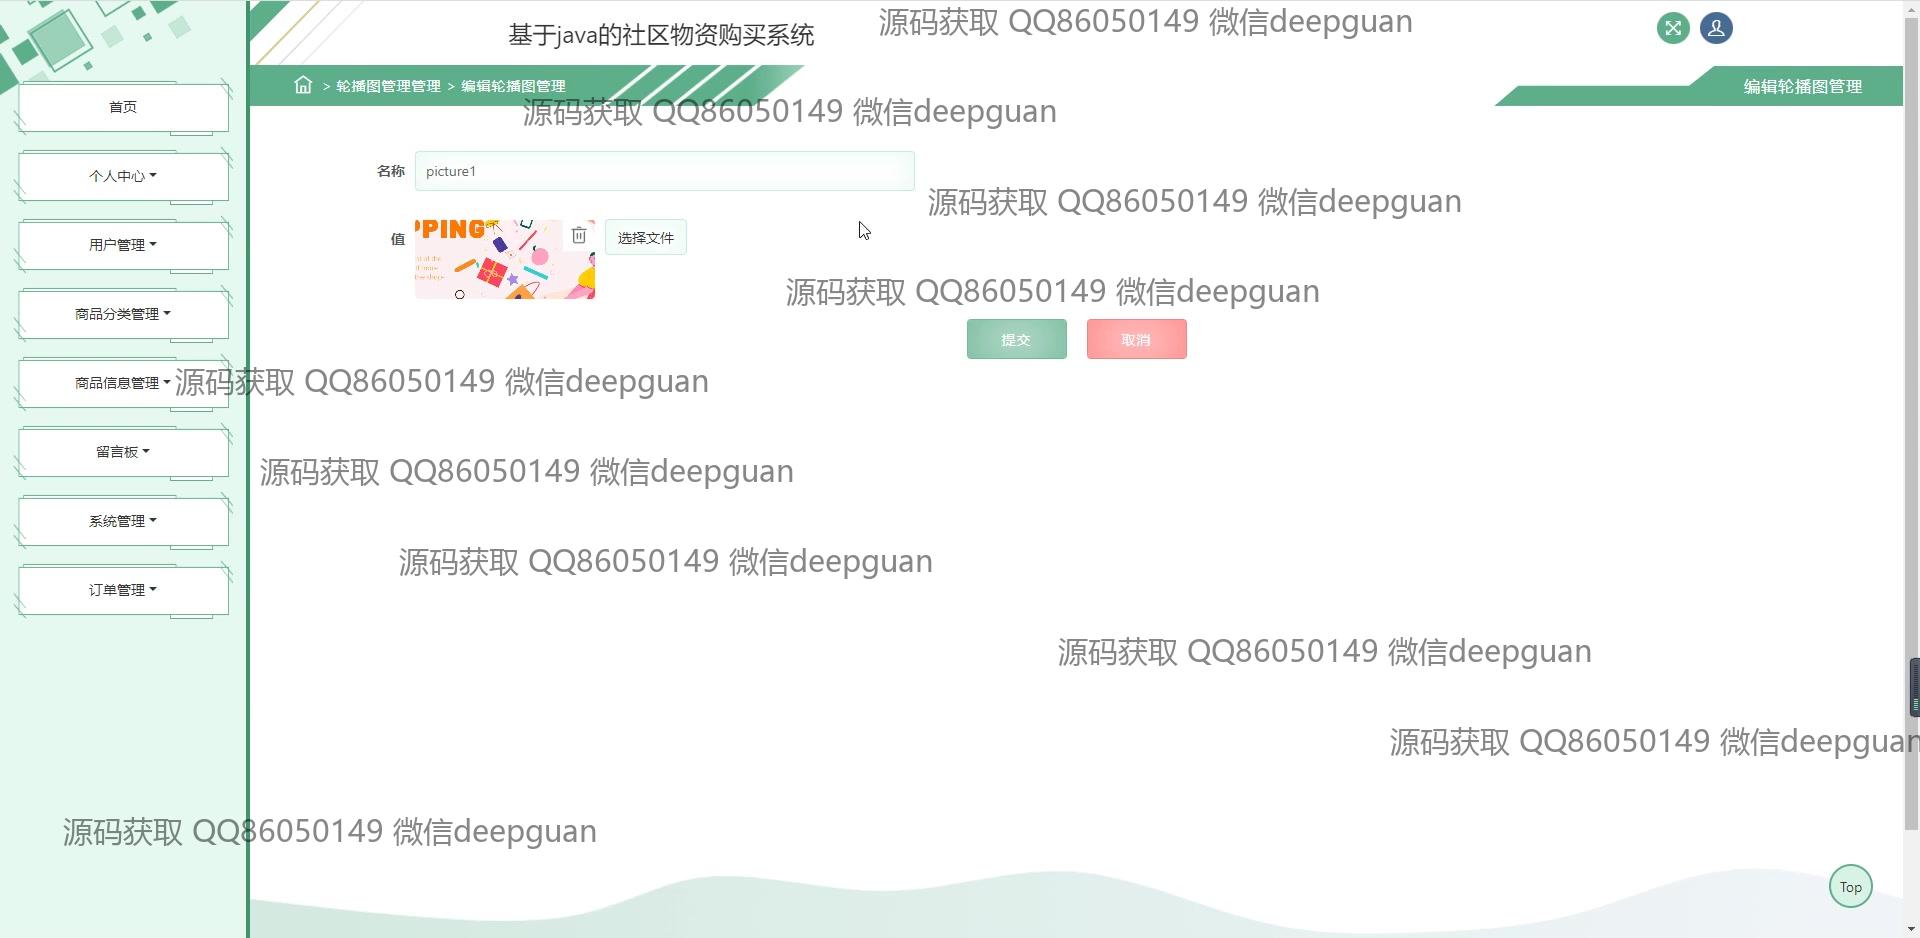 基于java的社区物资购买系统
源码获取 QQ86050149 微信deepguan
> 轮播图管理管理 > 编辑轮播图管理
编辑轮播图管理
源码获取 QQ86050149 微信deepguan
首页
个人中心
用户管理
商品分类管理
商品信息管理
留言板
系统管理
订单管理
名称
picture1
源码获取 QQ86050149 微信deepguan
值
PPING
选择文件
源码获取 QQ86050149 微信deepguan
提交
取消
源码获取 QQ86050149 微信deepguan
源码获取 QQ86050149 微信deepguan
源码获取 QQ86050149 微信deepguan
源码获取 QQ86050149 微信deepguan
源码获取 QQ86050149 微信deepguan
源码获取 QQ86050149 微信deepguan
Top